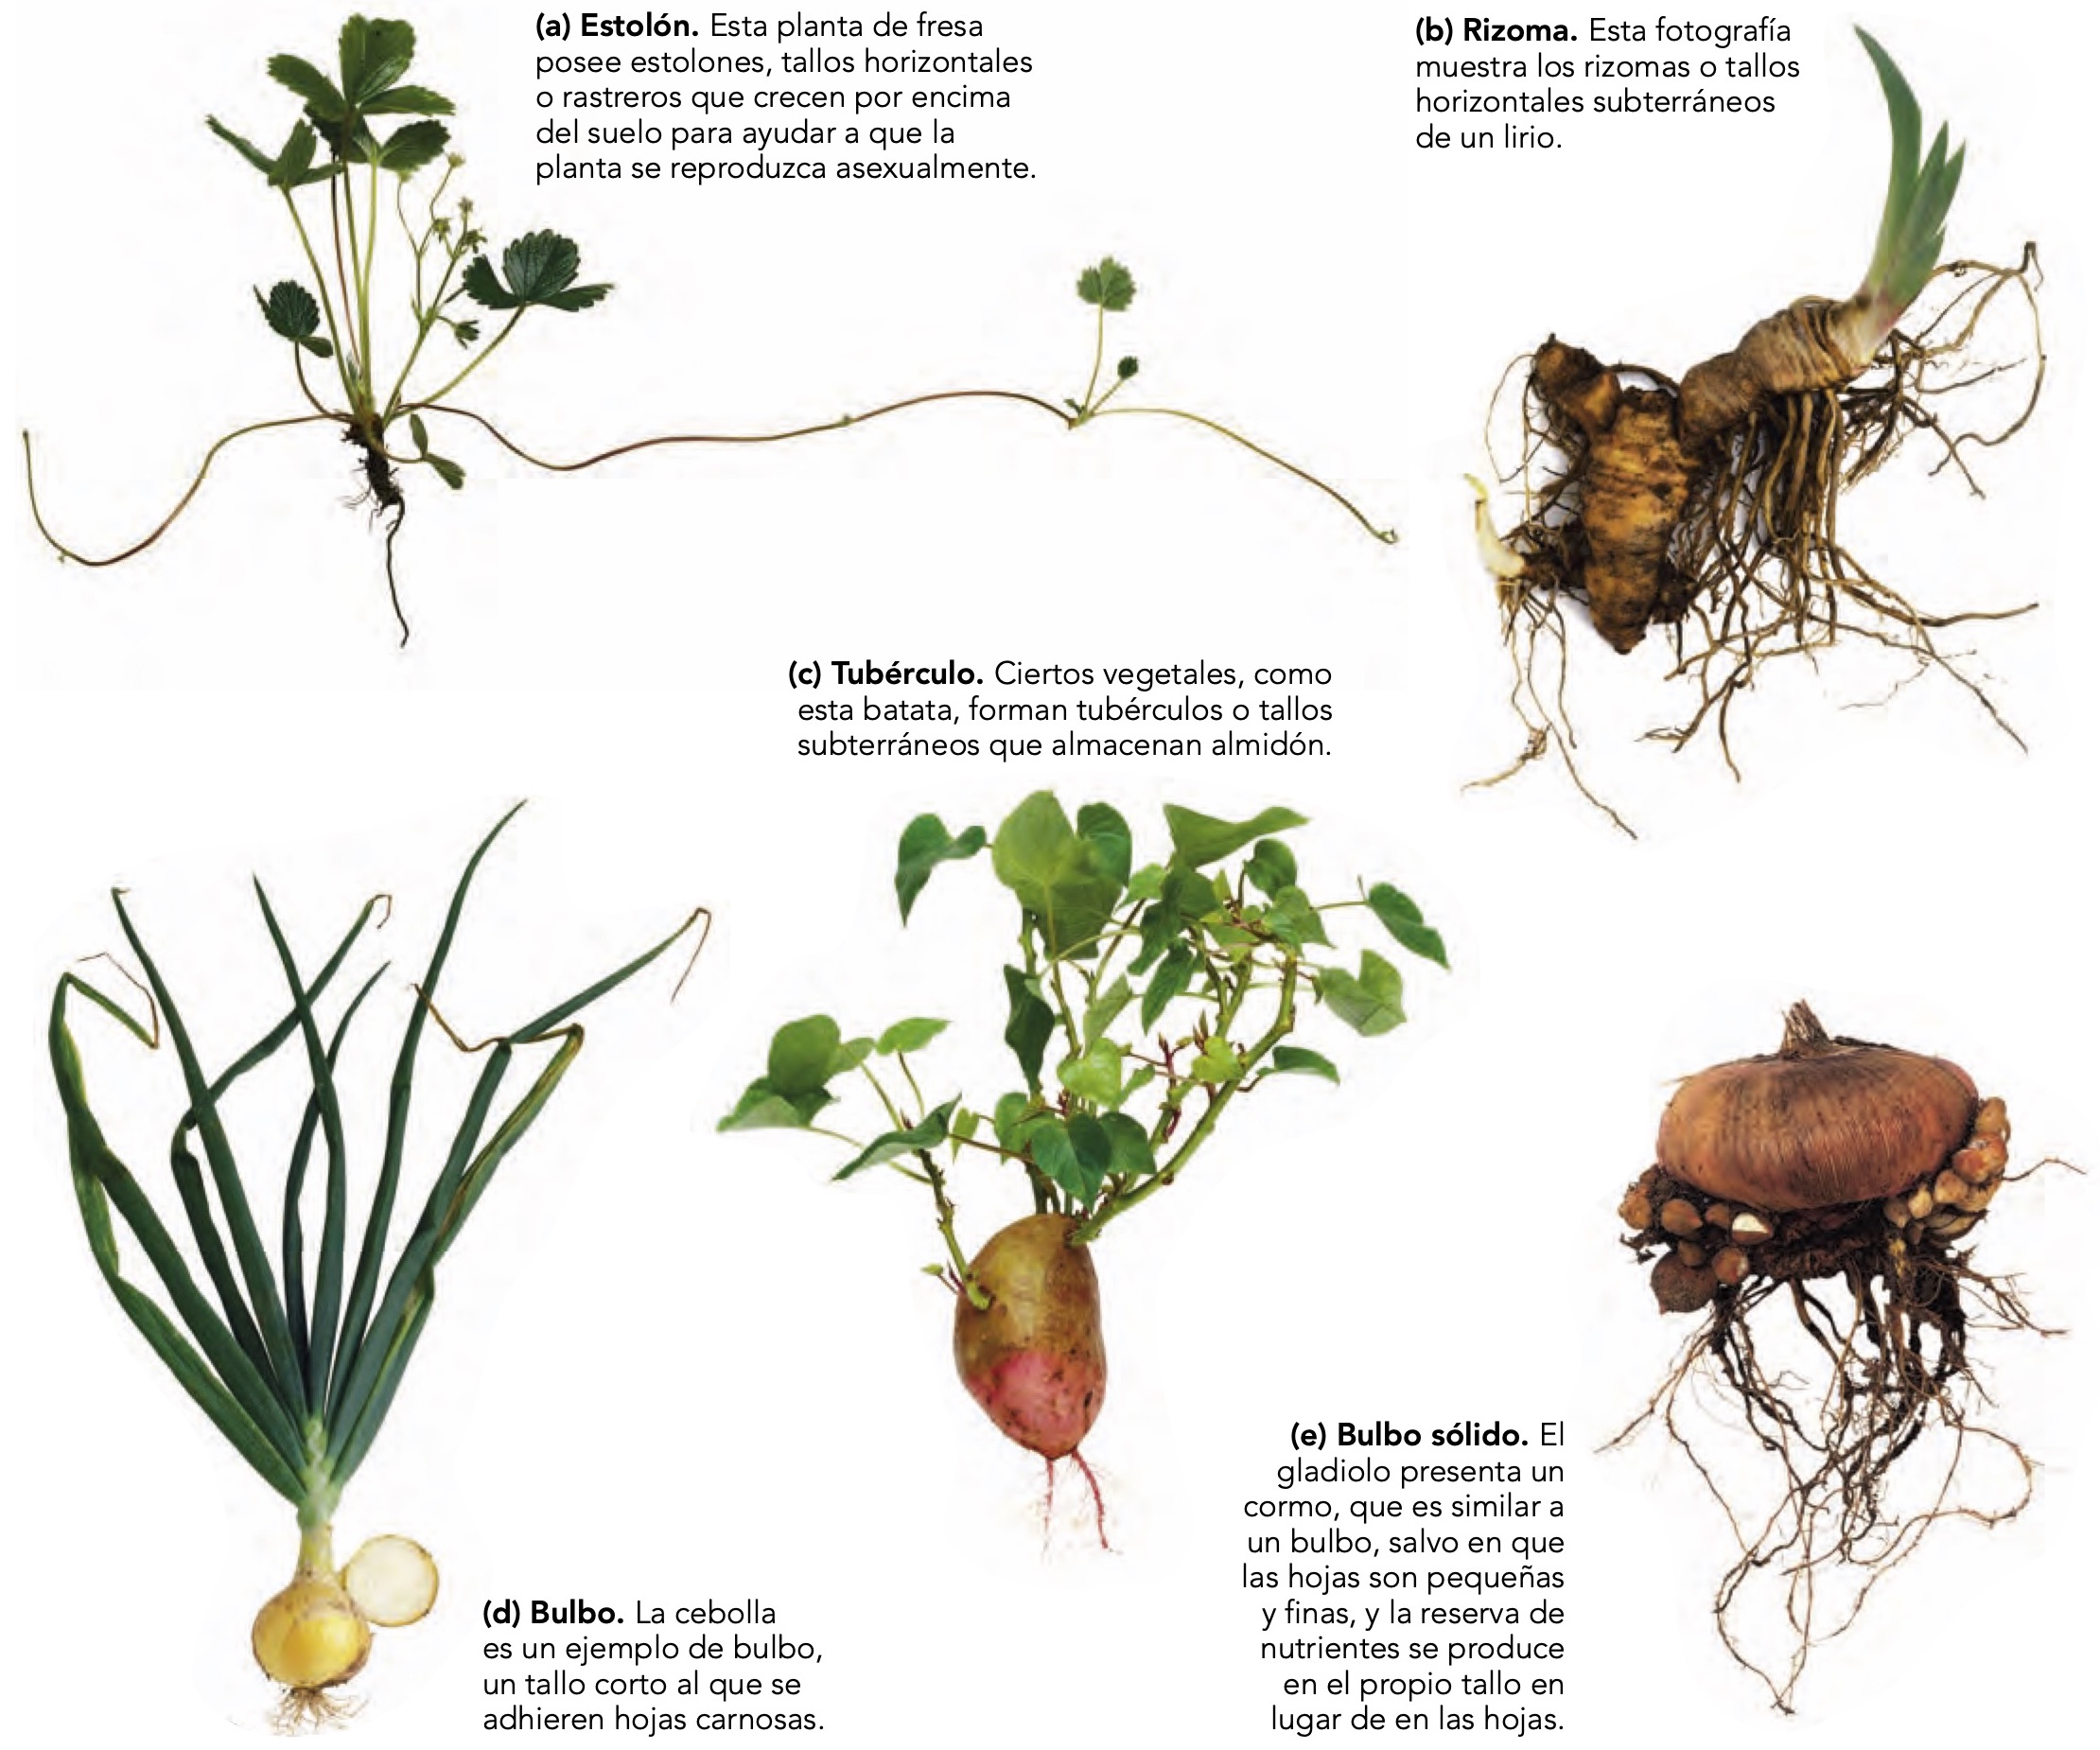 (a) Estolón. Esta planta de fresa
posee estolones, tallos horizontales
o rastreros que crecen por encima
del suelo para ayudar a que la
planta se reproduzca asexualmente.
(b) Rizoma. Esta fotografía
muestra los rizomas o tallos
horizontales subterráneos
de un lirio.
(c) Tubérculo. Ciertos vegetales, como
esta batata, forman tubérculos o tallos
subterráneos que almacenan almidón.
(d) Bulbo. La cebolla
es un ejemplo de bulbo,
un tallo corto al que se
adhieren hojas carnosas.
(e) Bulbo sólido. El
gladiolo presenta un
cormo, que es similar a
un bulbo, salvo en que
las hojas son pequeñas
y finas, y la reserva de
nutrientes se produce
en el propio tallo en
lugar de en las hojas.